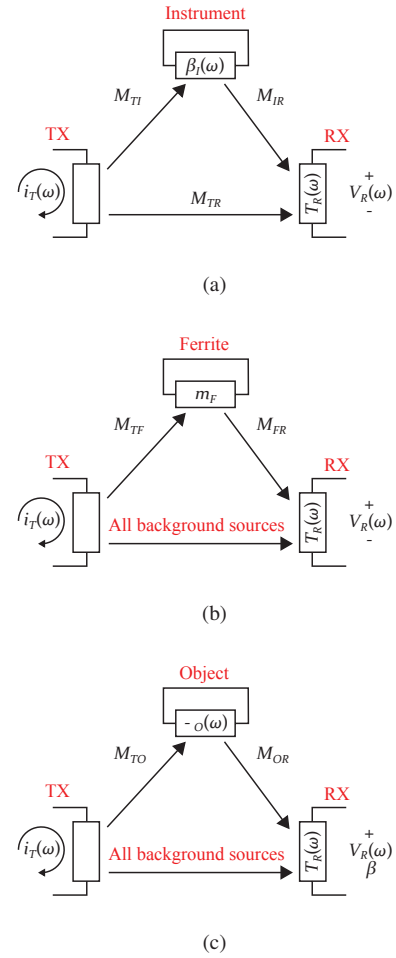 Instrument
β_I(ω)
M_TI
M_IR
TX
RX
i_T(ω)
T_R(ω)
+
V_R(ω)
-
M_TR
(a)
Ferrite
m_F
M_TF
M_FR
TX
RX
All background sources
i_T(ω)
T_R(ω)
+
V_R(ω)
-
(b)
Object
- _O(ω)
M_TO
M_OR
TX
RX
All background sources
i_T(ω)
T_R(ω)
+
V_R(ω)
β
(c)